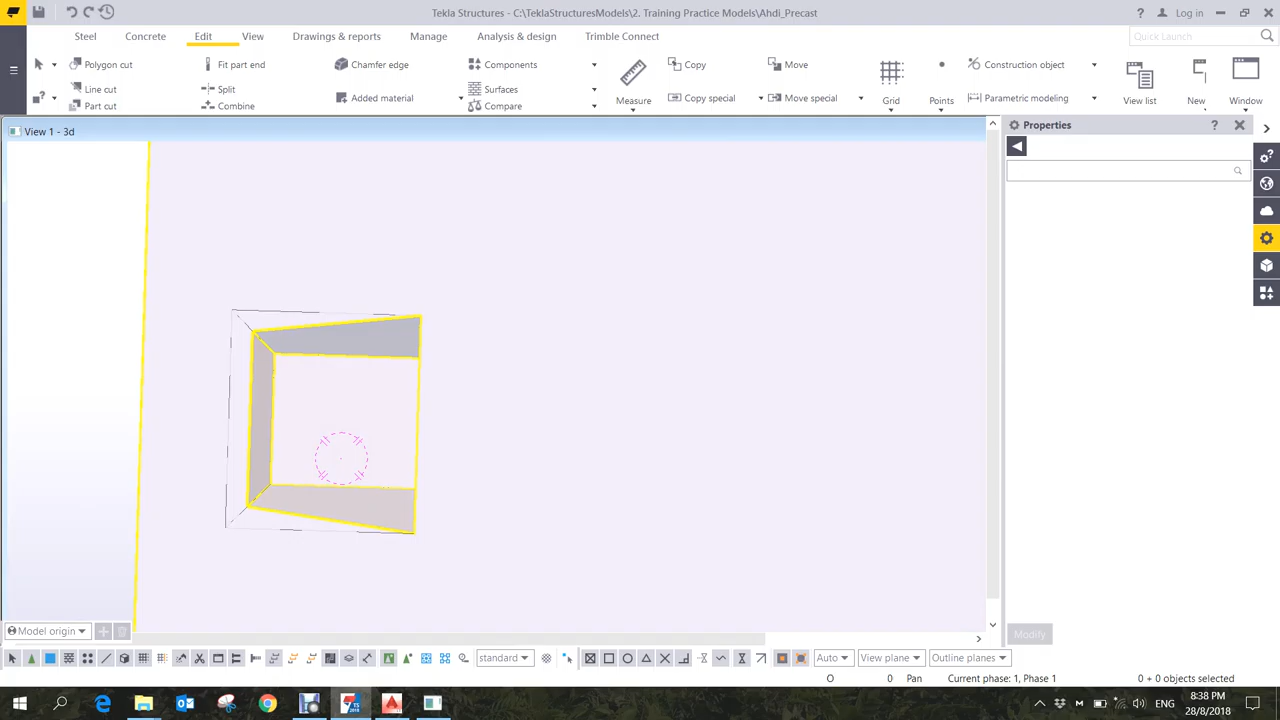 Tekla Structures - C:\TeklaStructuresModels\2. Training Practice Models\Ahdi_Precast
Log in
Steel Concrete Edit View Drawings & reports Manage Analysis & design Trimble Connect
Quick Launch
Polygon cut Fit part end Chamfer edge Components Copy Move Construction object
Line cut Split Surfaces
Added material Copy special Move special Parametric modeling
Part cut Combine Compare Measure Grid Points View list New Window
View 1 - 3d
Properties
Model origin
Modify
standard Auto View plane Outline planes
O 0 Pan Current phase: 1, Phase 1 0 + 0 objects selected
8:38 PM
ENG
28/8/2018